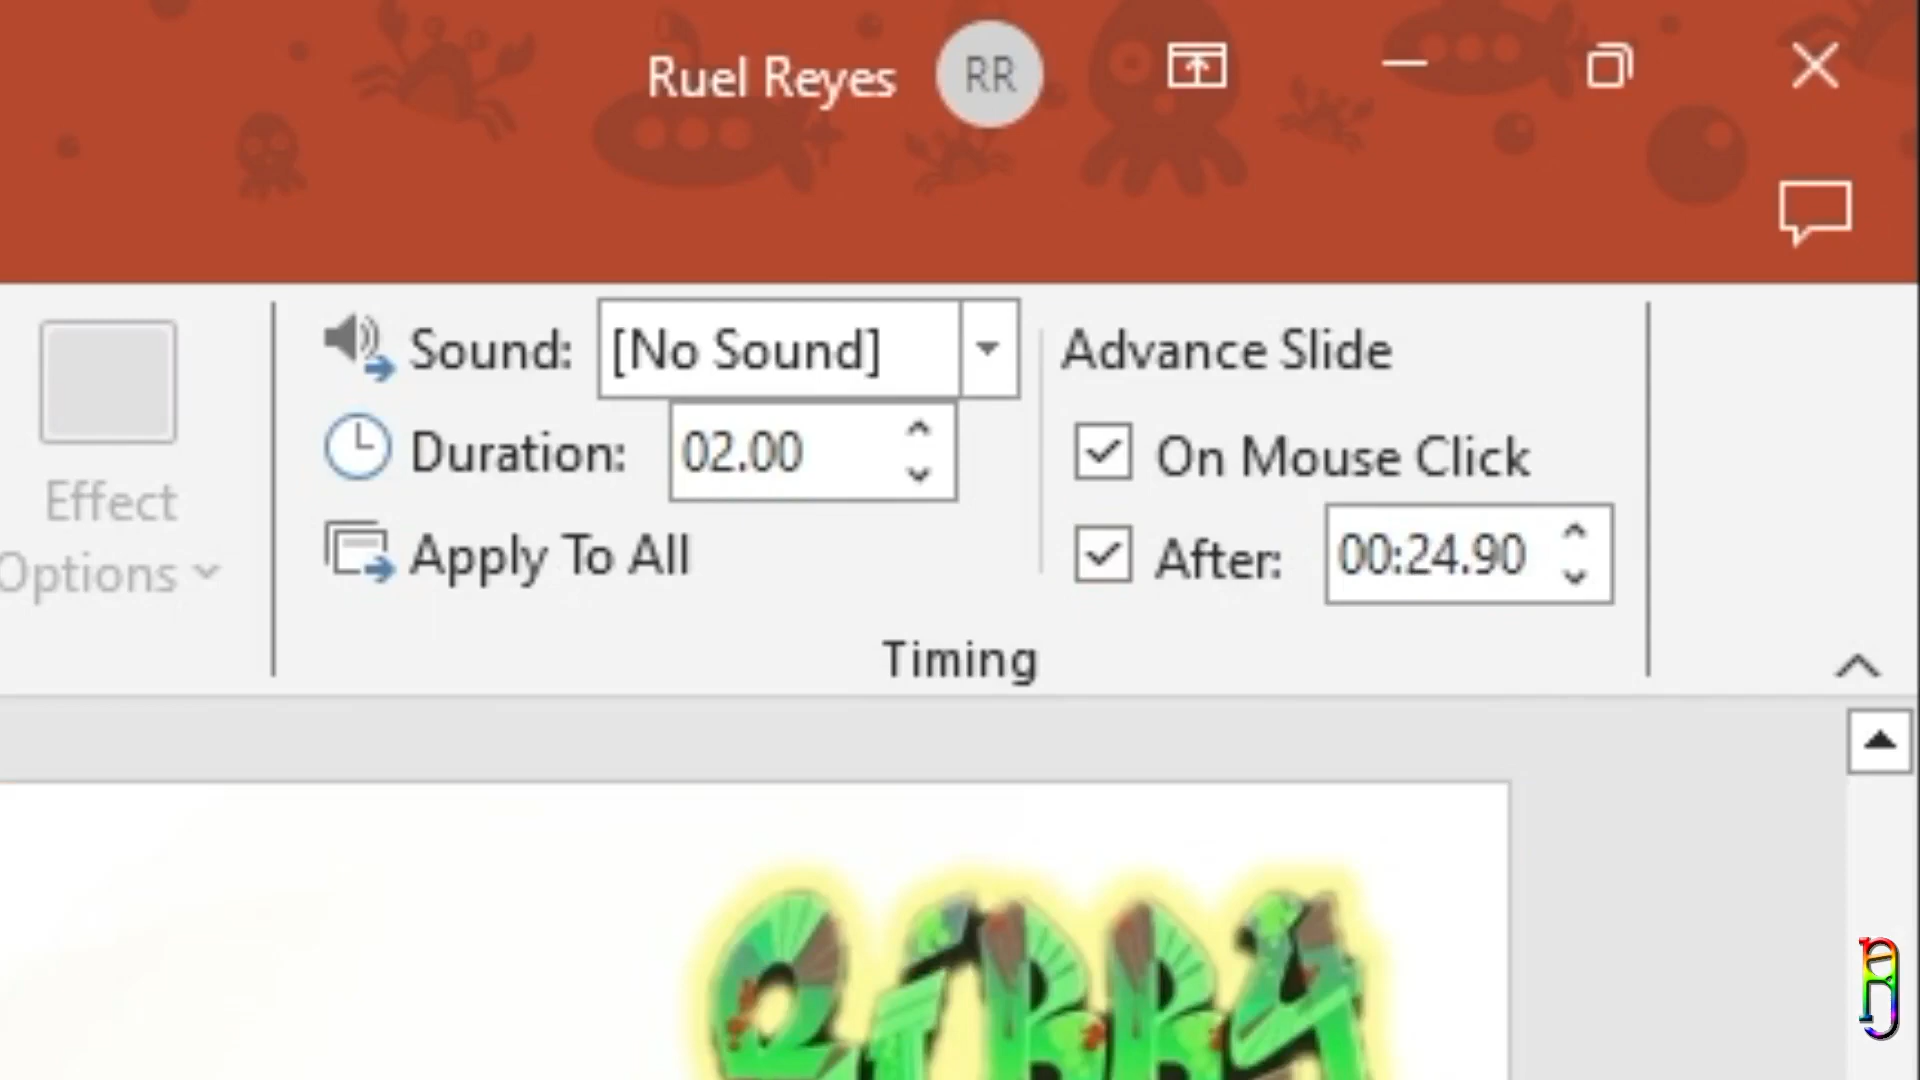 Ruel Reyes RR
Sound: [No Sound] Advance Slide
Duration: 02.00 On Mouse Click
Effect
Options
Apply To All After: 00:24.90
Timing